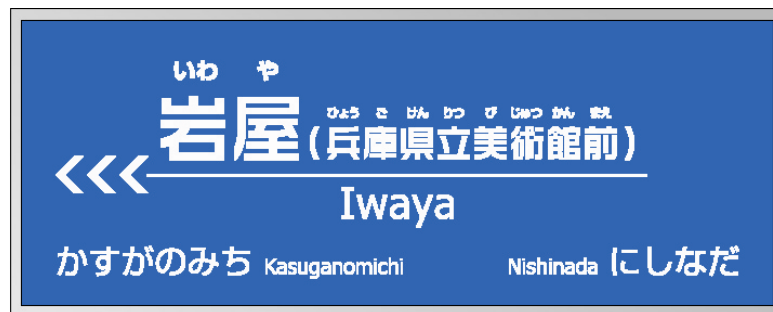 いわ や
ひょう ご けん りつ び じゅつ かん まえ
岩屋(兵庫県立美術館前)
<<<
Iwaya
かすがのみち Kasuganomichi Nishinada にしなだ